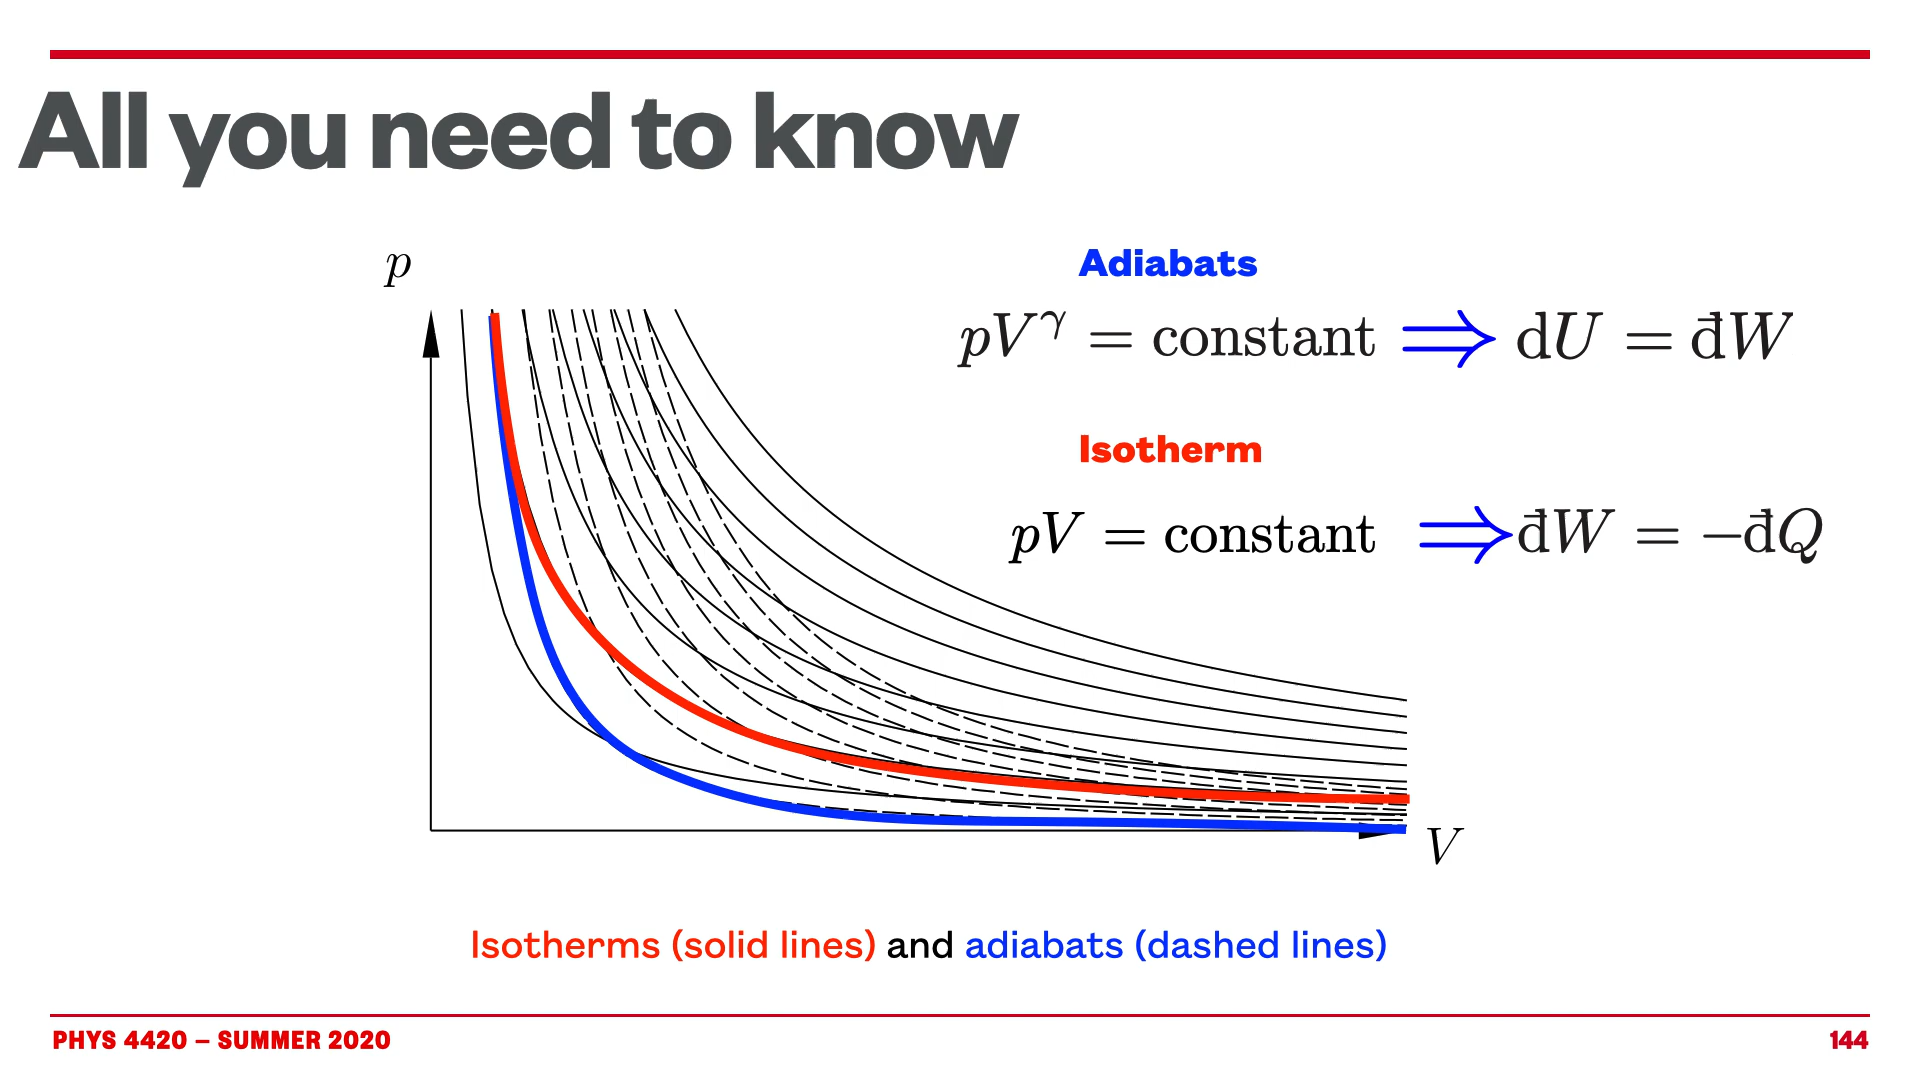 All you need to know
p
Adiabats
pV^γ = constant ⟹ dU = đW
Isotherm
pV = constant ⟹ đW = −đQ
V
Isotherms (solid lines) and adiabats (dashed lines)
PHYS 4420 – SUMMER 2020
144